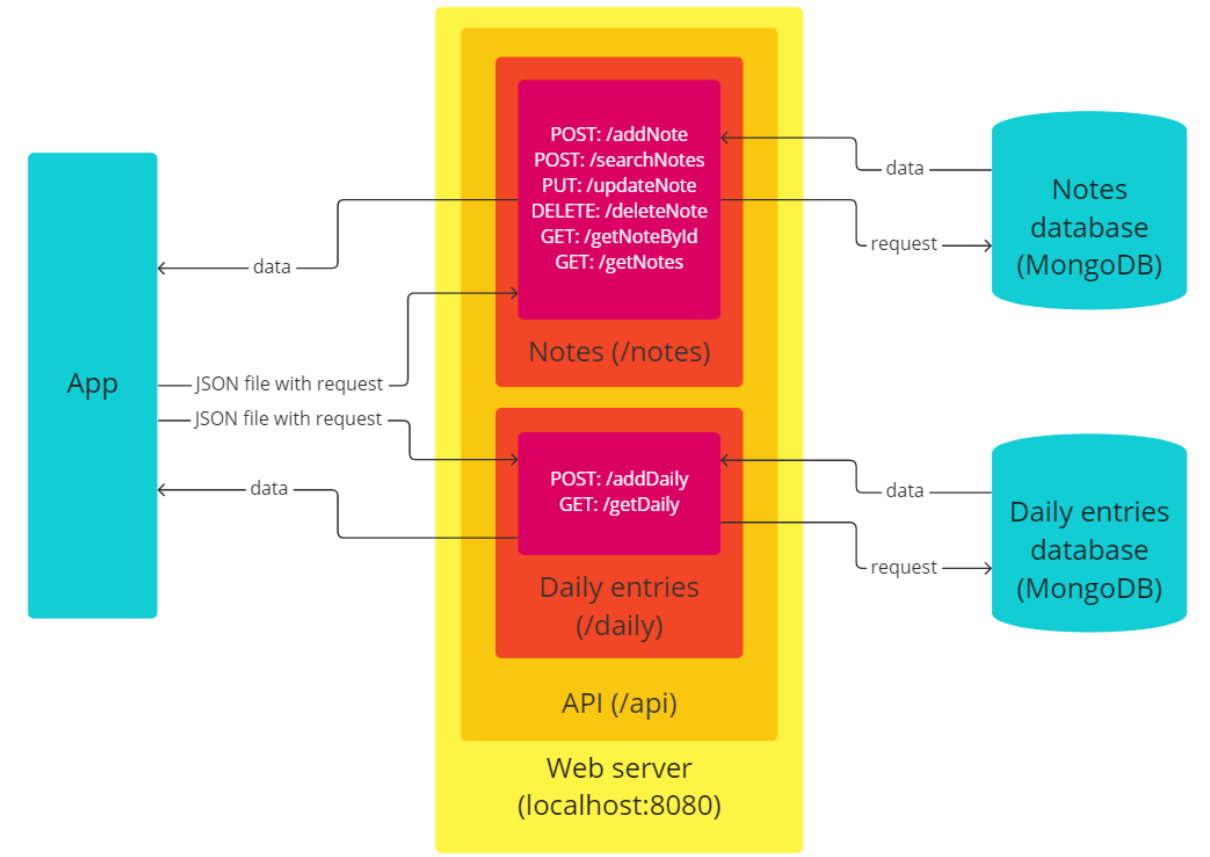 App
data
JSON file with request
JSON file with request
data
POST: /addNote
POST: /searchNotes
PUT: /updateNote
DELETE: /deleteNote
GET: /getNoteById
GET: /getNotes
Notes (/notes)
POST: /addDaily
GET: /getDaily
Daily entries
(/daily)
API (/api)
Web server
(localhost:8080)
data
request
Notes
database
(MongoDB)
data
request
Daily entries
database
(MongoDB)